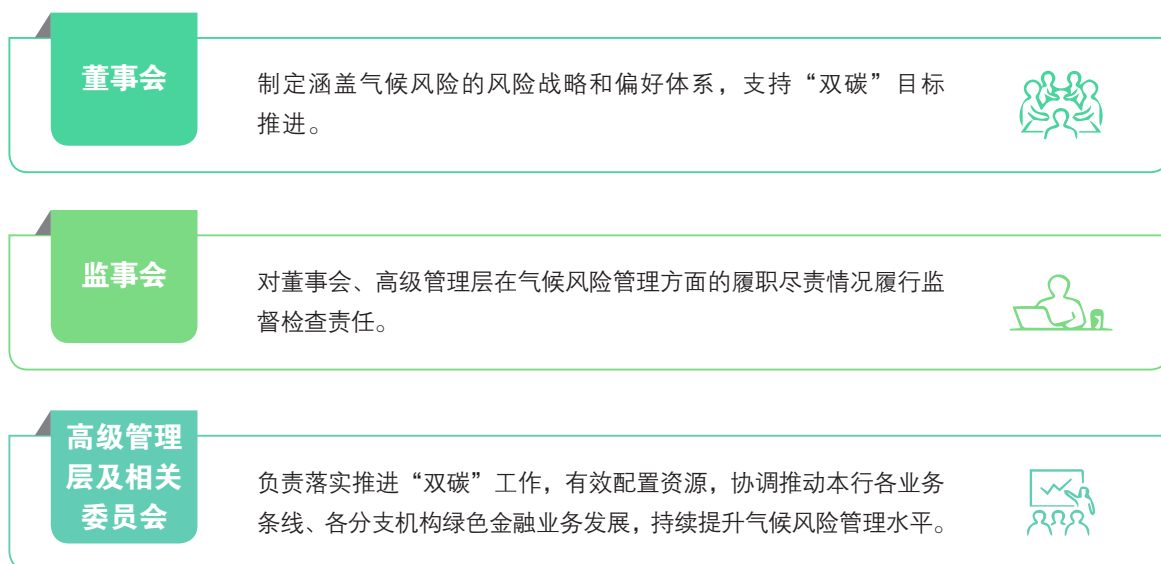 董事会
制定涵盖气候风险的风险战略和偏好体系，支持“双碳”目标
推进。
监事会
对董事会、高级管理层在气候风险管理方面的履职尽责情况履行监
督检查责任。
高级管理
层及相关
委员会
负责落实推进“双碳”工作，有效配置资源，协调推动本行各业务
条线、各分支机构绿色金融业务发展，持续提升气候风险管理水平。